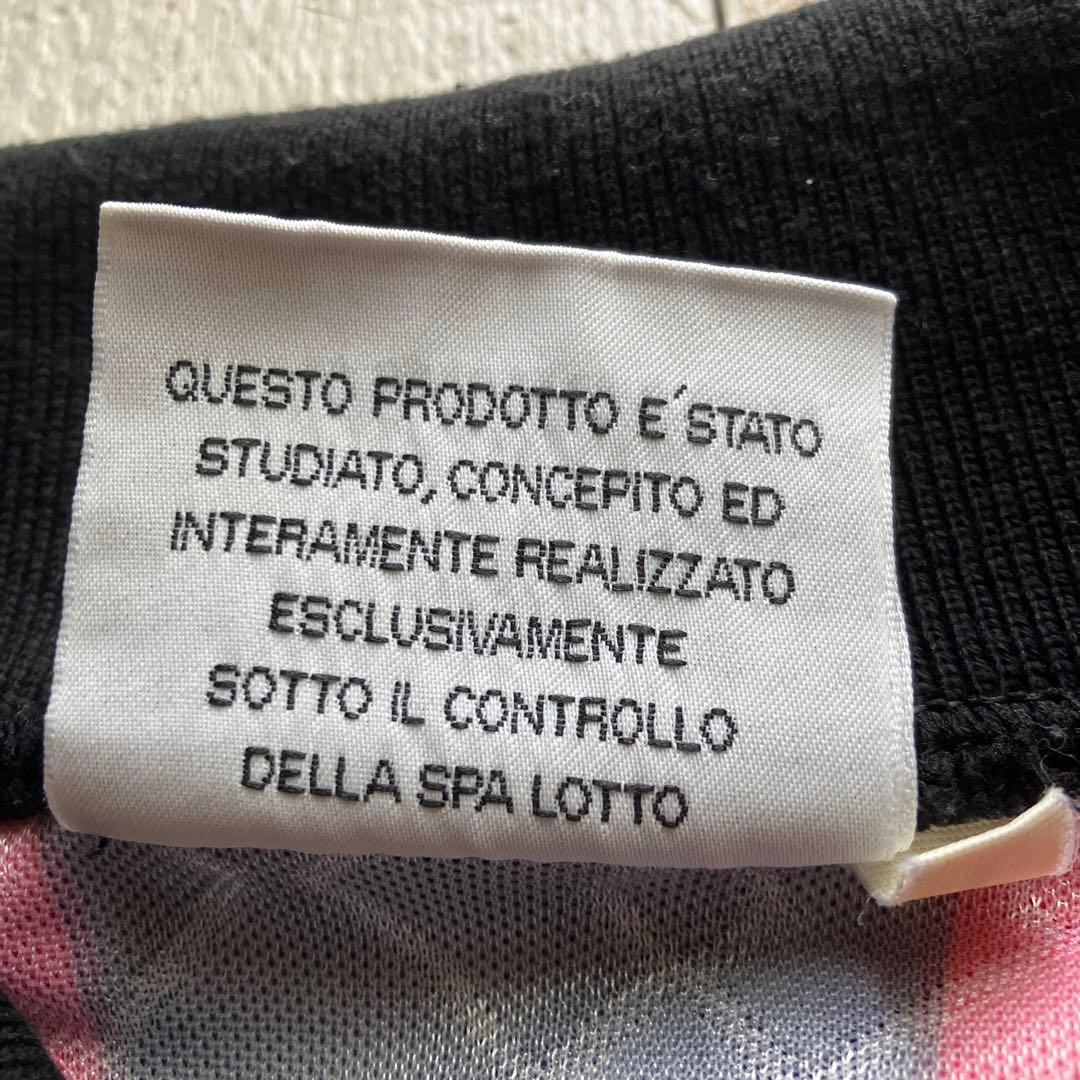 QUESTO PRODOTTO E´STATO
STUDIATO, CONCEPITO ED
INTERAMENTE REALIZZATO
ESCLUSIVAMENTE
SOTTO IL CONTROLLO
DELLA SPA LOTTO